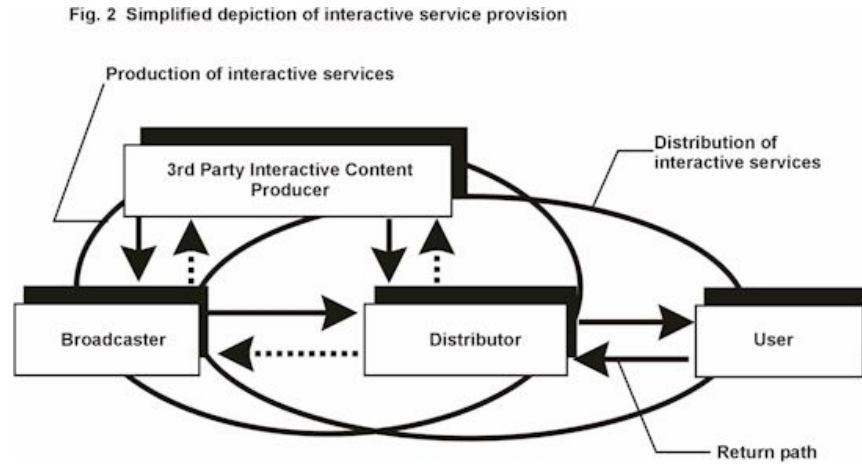 Fig. 2 Simplified depiction of interactive service provision
Production of interactive services
Distribution of
interactive services
3rd Party Interactive Content
Producer
Broadcaster
Distributor
User
Return path